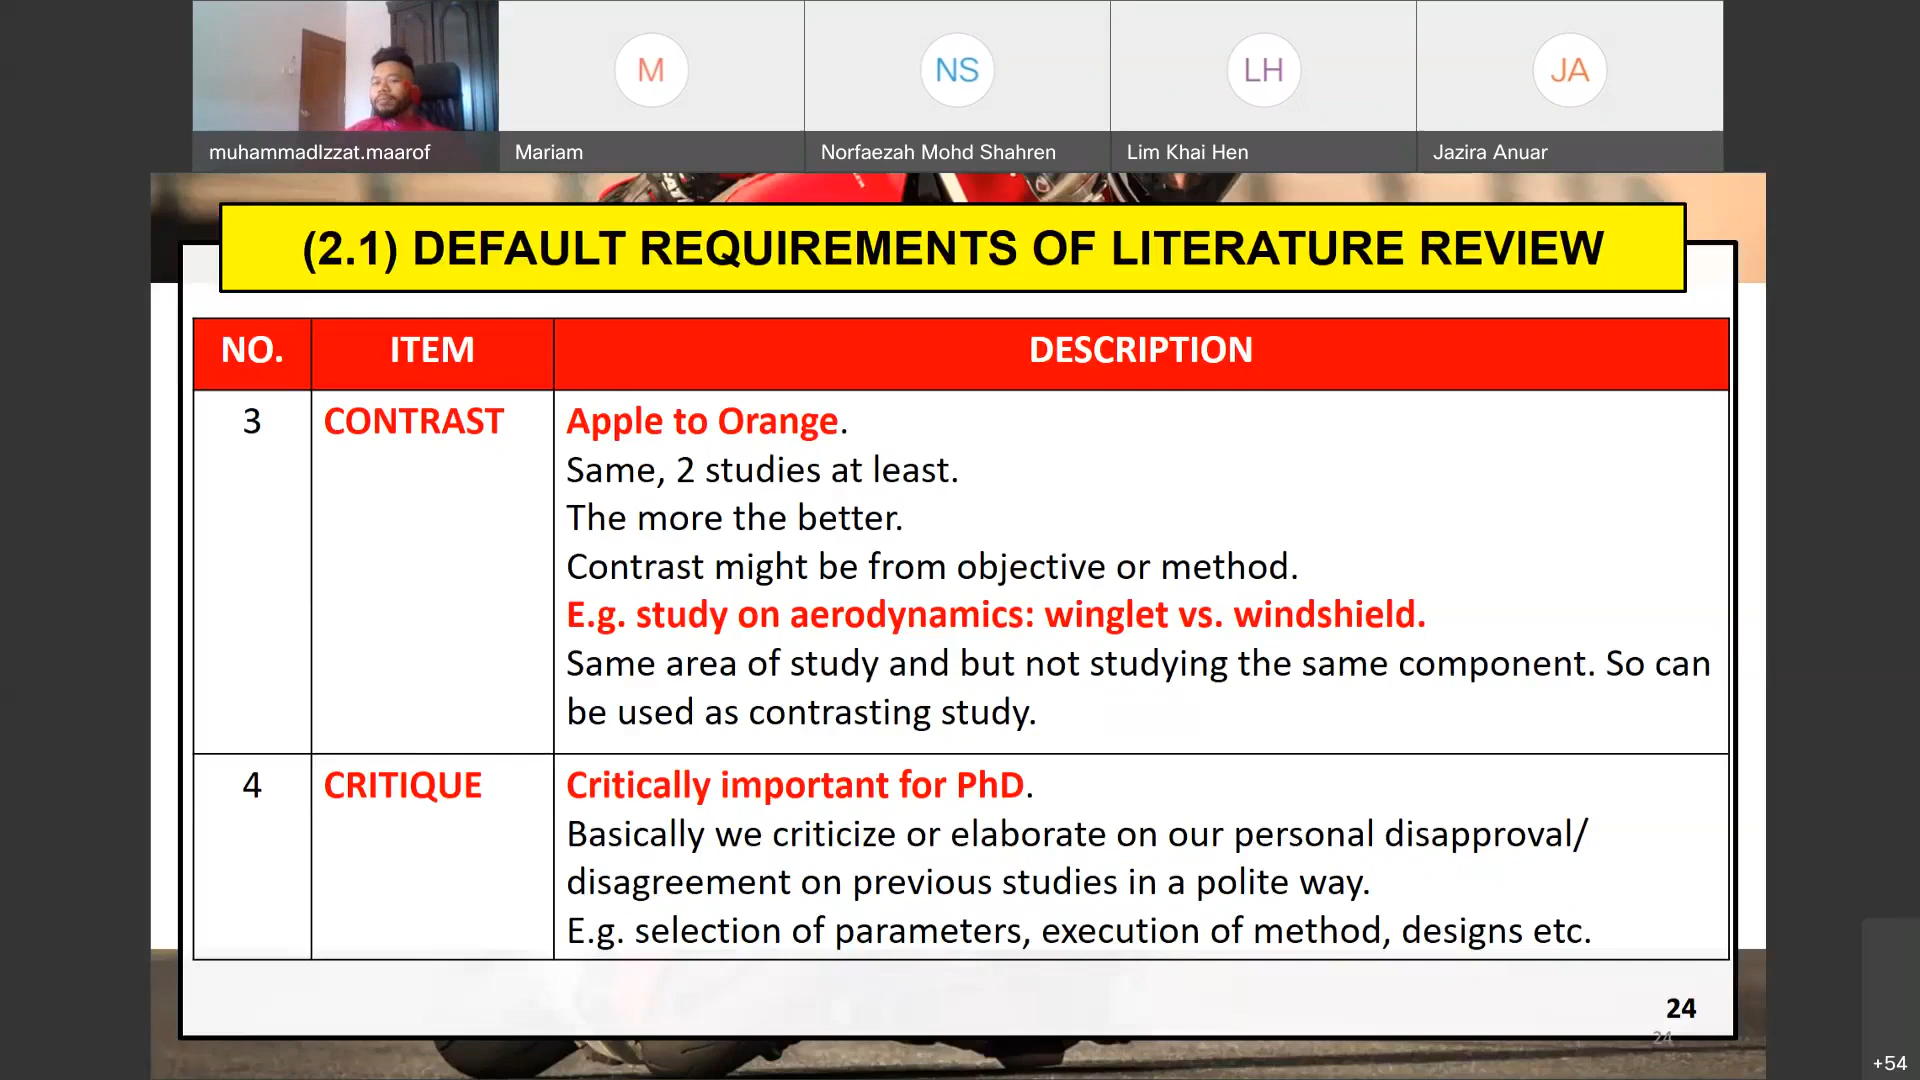 M
NS
LH
JA
muhammadIzzat.maarof
Mariam
Norfaezah Mohd Shahren
Lim Khai Hen
Jazira Anuar
(2.1) DEFAULT REQUIREMENTS OF LITERATURE REVIEW
NO.
ITEM
DESCRIPTION
3
CONTRAST
Apple to Orange.
Same, 2 studies at least.
The more the better.
Contrast might be from objective or method.
E.g. study on aerodynamics: winglet vs. windshield.
Same area of study and but not studying the same component. So can
be used as contrasting study.
4
CRITIQUE
Critically important for PhD.
Basically we criticize or elaborate on our personal disapproval/
disagreement on previous studies in a polite way.
E.g. selection of parameters, execution of method, designs etc.
24
24
+54